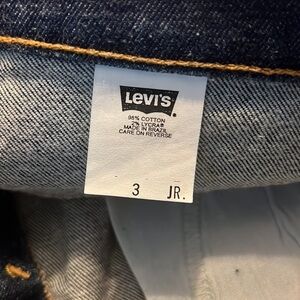 LEVI'S
98% COTTON
2% LYCRA®
MADE IN BRAZIL
CARE ON REVERSE
3 JR.